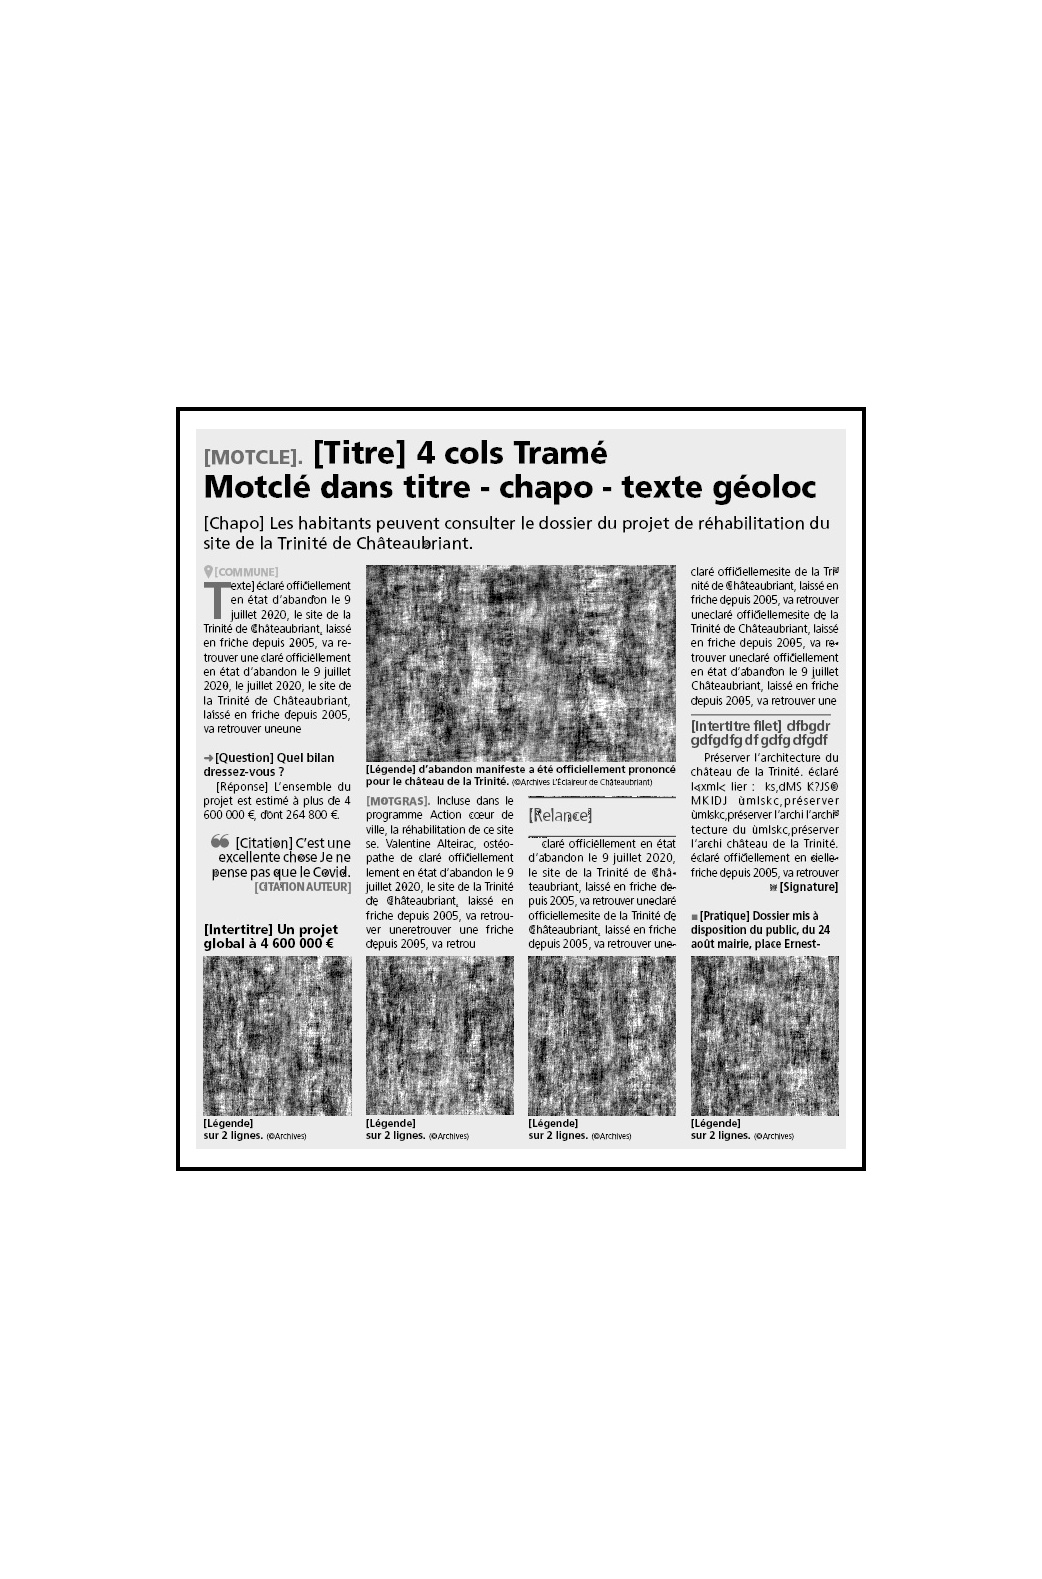 [MOTCLE]. [Titre] 4 cols Tramé
Motclé dans titre - chapo - texte géoloc
[Chapo] Les habitants peuvent consulter le dossier du projet de réhabilitation du
site de la Trinité de Châteaubriant.
[COMMUNE]
Texte] éclaré officiellement
en état d’abandon le 9
juillet 2020, le site de la
Trinité de Châteaubriant, laissé
en friche depuis 2005, va re-
trouver une claré officiellement
en état d’abandon le 9 juillet
2020, le juillet 2020, le site de
la Trinité de Châteaubriant,
laissé en friche depuis 2005,
va retrouver uneune
➜ [Question] Quel bilan
dressez-vous ?
[Réponse] L’ensemble du
projet est estimé à plus de 4
600 000 €, dont 264 800 €.
❝ [Citation] C’est une
excellente chose Je ne
pense pas que le Covid.
[CITATION AUTEUR]
[Intertitre] Un projet
global à 4 600 000 €
[Légende] d’abandon manifeste a été officiellement prononcé
pour le château de la Trinité. (©Archives L’Éclaireur de Châteaubriant)
[MOTGRAS]. Incluse dans le
programme Action cœur de
ville, la réhabilitation de ce site
se. Valentine Alteirac, ostéo-
pathe de claré officiellement
lement en état d’abandon le 9
juillet 2020, le site de la Trinité
de Châteaubriant, laissé en
friche depuis 2005, va retrou-
ver uneretrouver une friche
depuis 2005, va retrou
[Relance]
claré officiellement en état
d’abandon le 9 juillet 2020,
le site de la Trinité de Châ-
teaubriant, laissé en friche de-
puis 2005, va retrouver uneclaré
officiellemesite de la Trinité de
Châteaubriant, laissé en friche
depuis 2005, va retrouver une-
claré officiellemesite de la Tri-
nité de Châteaubriant, laissé en
friche depuis 2005, va retrouver
uneclaré officiellemesite de la
Trinité de Châteaubriant, laissé
en friche depuis 2005, va re-
trouver uneclaré officiellement
en état d’abandon le 9 juillet
Châteaubriant, laissé en friche
depuis 2005, va retrouver une
[Intertitre filet] dfbgdr
gdfgdfg df gdfg dfgdf
Préserver l’architecture du
château de la Trinité. éclaré
l<xml< lier : ks,dMS K?JS®
MKIDJ ùmlskc,préserver
ùmlskc,préserver l’archi l’archi
tecture du ùmlskc,préserver
l’archi château de la Trinité.
éclaré officiellement en
friche depuis 2005, va retrouver
[Signature]
■ [Pratique] Dossier mis à
disposition du public, du 24
août mairie, place Ernest-
[Légende]
sur 2 lignes. (©Archives)
[Légende]
sur 2 lignes. (©Archives)
[Légende]
sur 2 lignes. (©Archives)
[Légende]
sur 2 lignes. (©Archives)